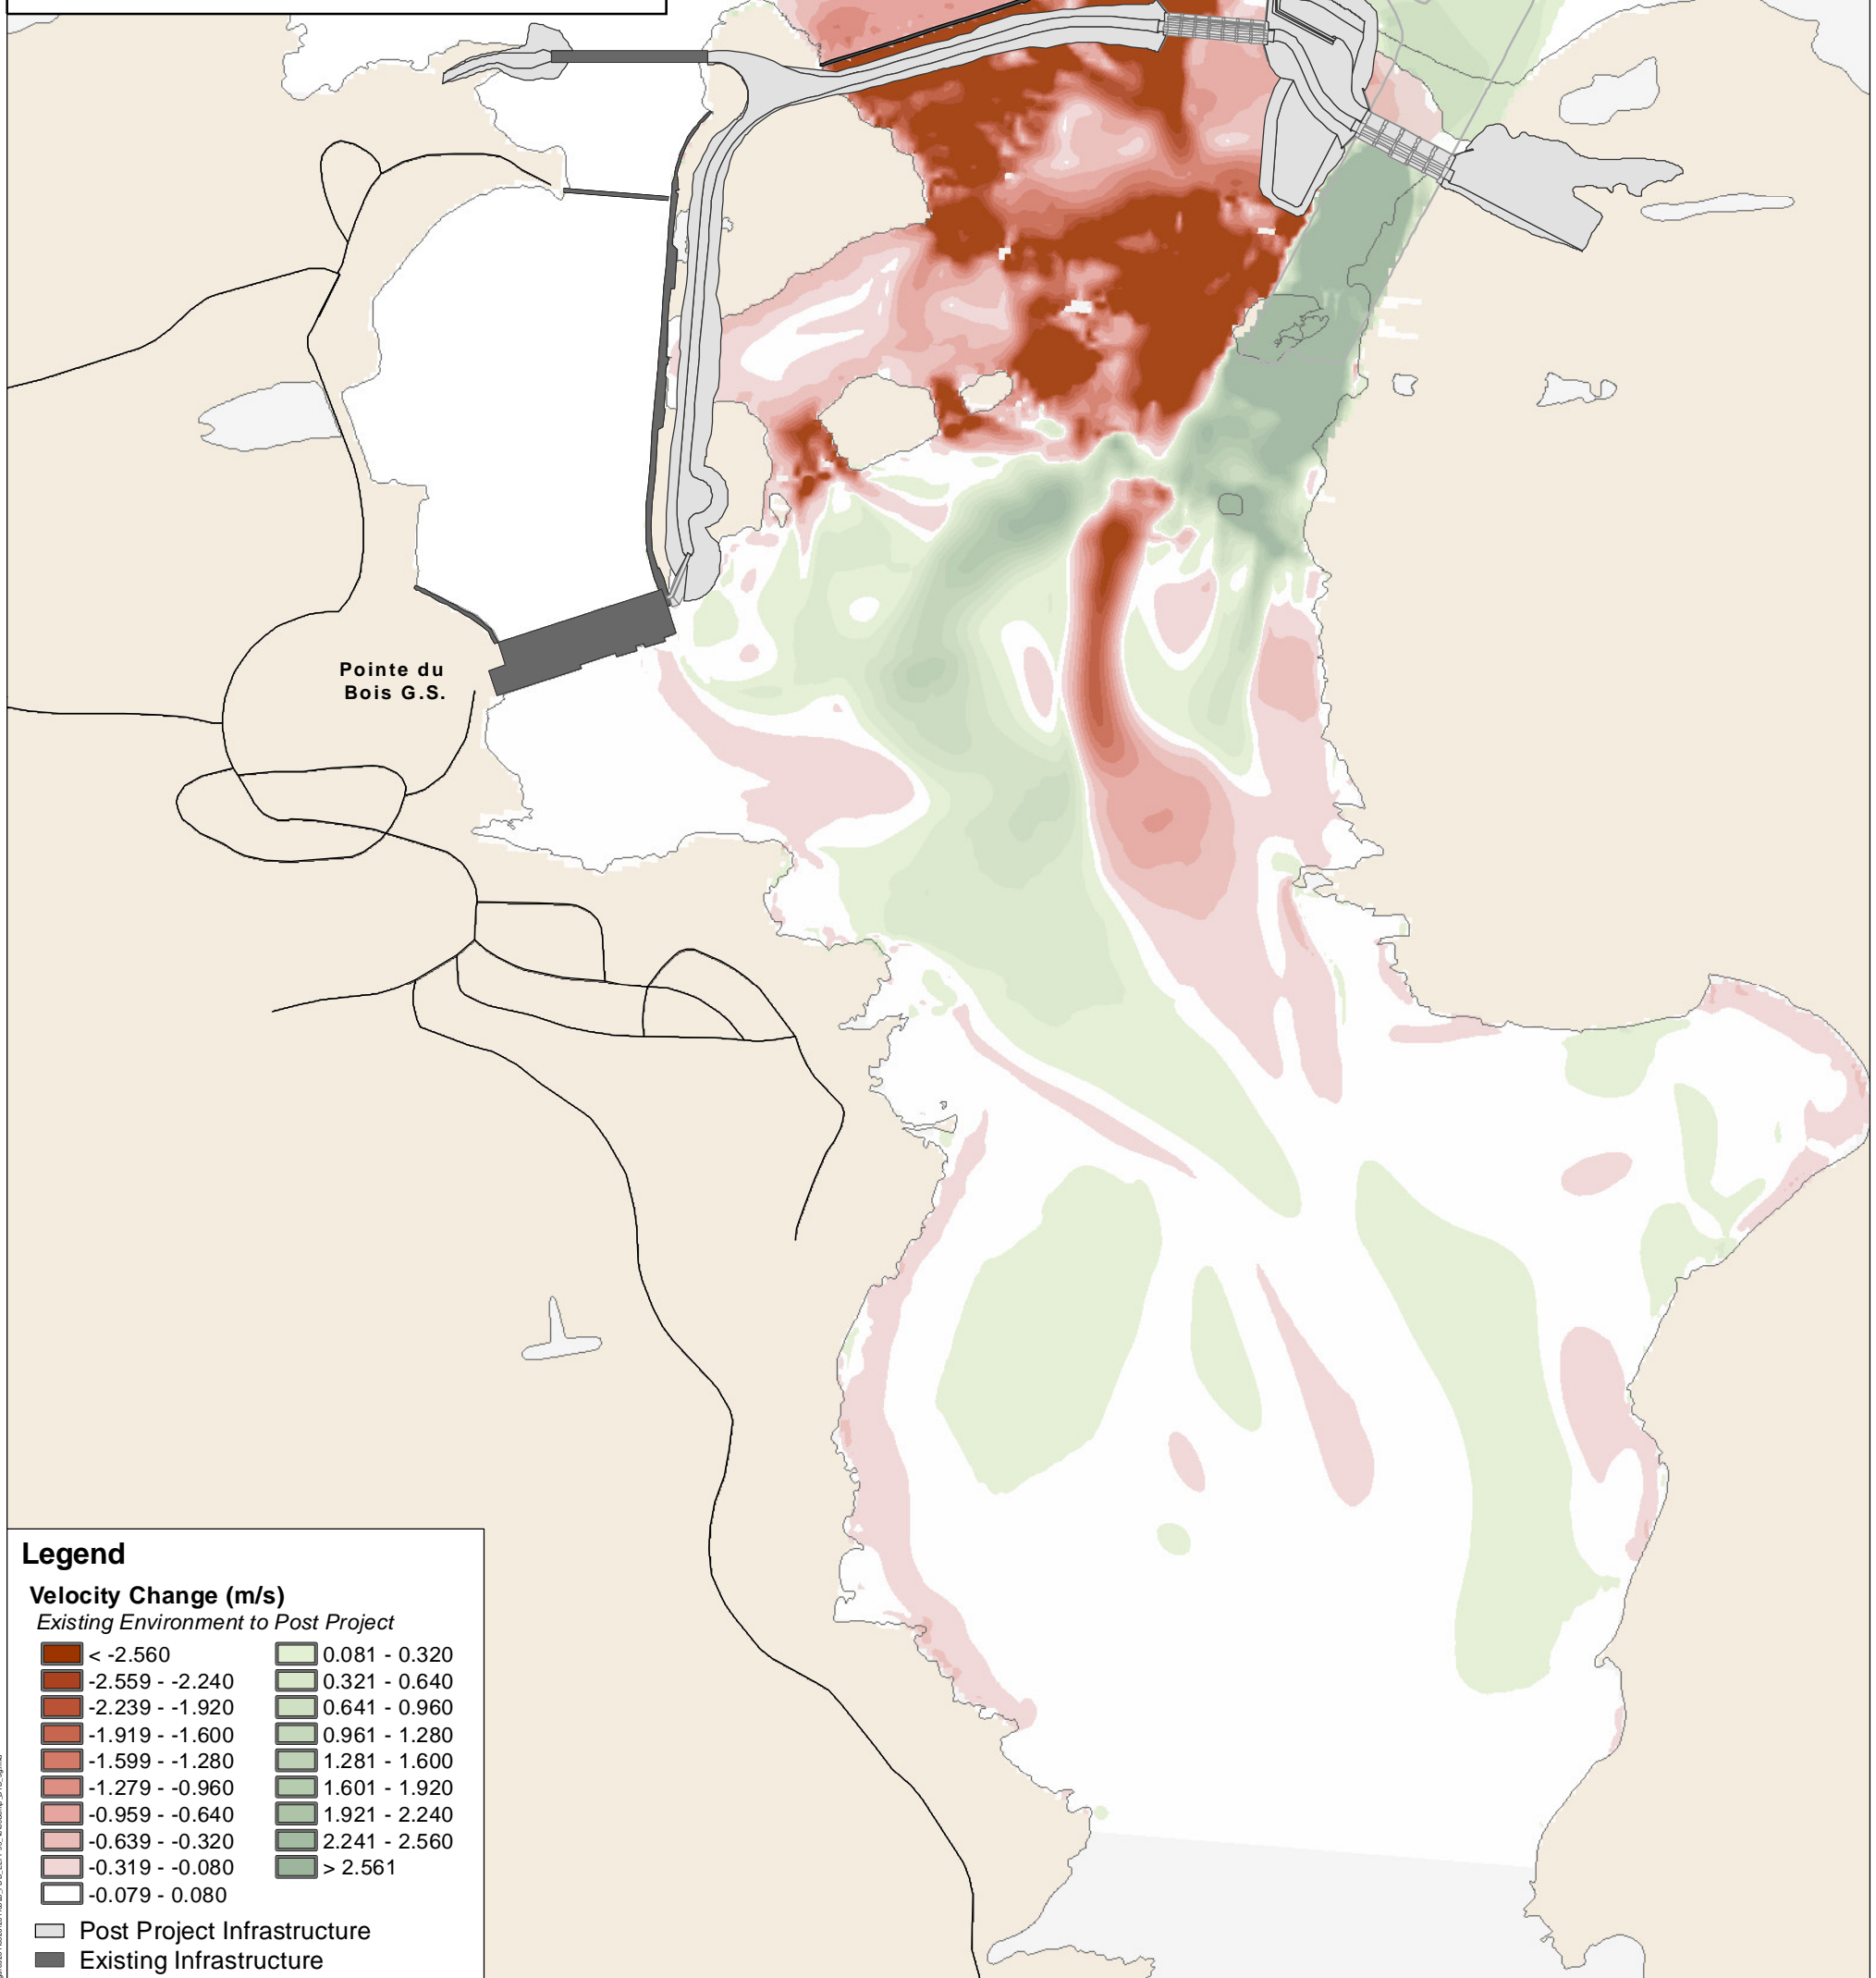 Pointe du
Bois G.S.
Legend
Velocity Change (m/s)
Existing Environment to Post Project
< -2.560
-2.559 - -2.240
-2.239 - -1.920
-1.919 - -1.600
-1.599 - -1.280
-1.279 - -0.960
-0.959 - -0.640
-0.639 - -0.320
-0.319 - -0.080
-0.079 - 0.080
0.081 - 0.320
0.321 - 0.640
0.641 - 0.960
0.961 - 1.280
1.281 - 1.600
1.601 - 1.920
1.921 - 2.240
2.241 - 2.560
> 2.561
Post Project Infrastructure
Existing Infrastructure